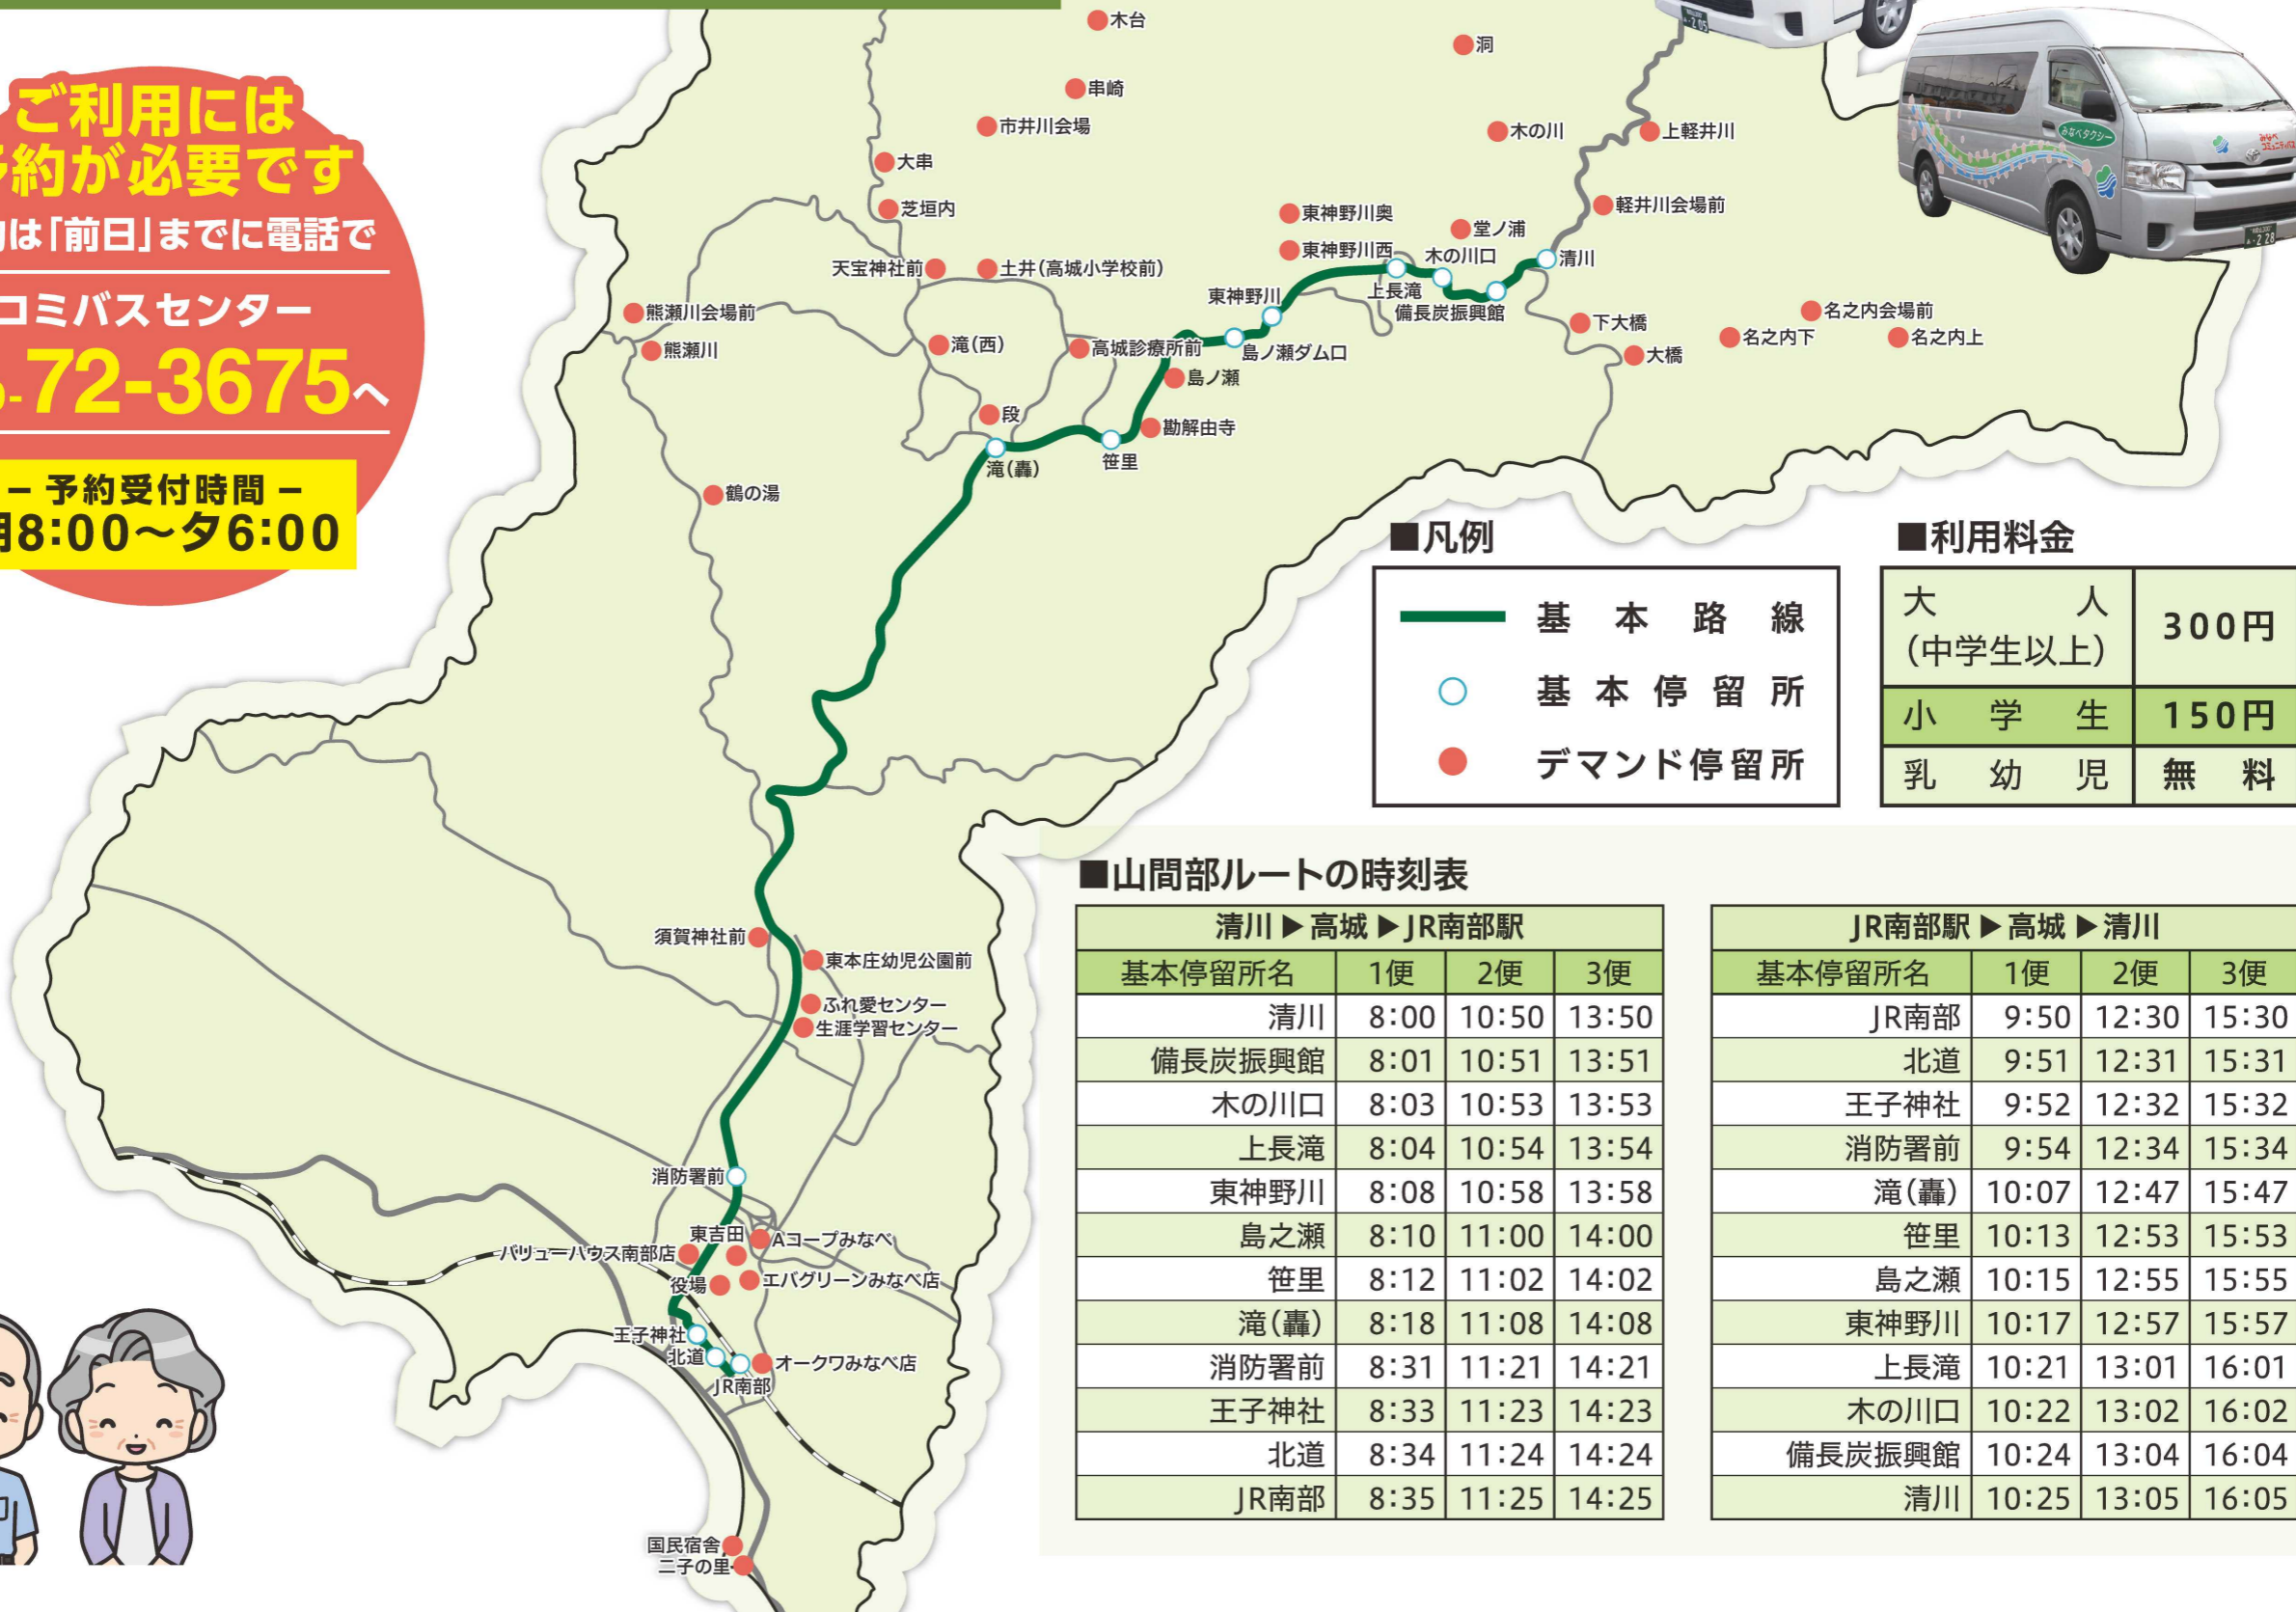 ご利用には
約が必要です
は「前日」までに電話で
コミバスセンター
-72-3675へ
– 予約受付時間 –
8:00〜夕6:00
木台
洞
串崎
市井川会場
木の川
上軽井川
大串
芝垣内
東神野川奥
軽井川会場前
堂ノ浦
東神野川西
木の川口
清川
天宝神社前
土井(高城小学校前)
上長滝
東神野川
備長炭振興館
熊瀬川会場前
熊瀬川
滝(西)
高城診療所前
島ノ瀬ダム口
下大橋
大橋
名之内会場前
名之内下
名之内上
島ノ瀬
段
勘解由寺
滝(轟)
笹里
鶴の湯
須賀神社前
東本庄幼児公園前
ふれ愛センター
生涯学習センター
消防署前
東吉田
Aコープみなべ
バリューハウス南部店
役場
エバグリーンみなべ店
王子神社
北道
オークワみなべ店
JR南部
国民宿舎
二子の里
みなべタクシー
みなべ
コミュニティバス
・2 05
・2 28
■凡例
基本路線
基本停留所
デマンド停留所
■利用料金
大人
(中学生以上) 300円
小学生 150円
乳幼児 無料
■山間部ルートの時刻表
清川▶高城▶JR南部駅
基本停留所名 1便 2便 3便
清川 8:00 10:50 13:50
備長炭振興館 8:01 10:51 13:51
木の川口 8:03 10:53 13:53
上長滝 8:04 10:54 13:54
東神野川 8:08 10:58 13:58
島之瀬 8:10 11:00 14:00
笹里 8:12 11:02 14:02
滝(轟) 8:18 11:08 14:08
消防署前 8:31 11:21 14:21
王子神社 8:33 11:23 14:23
北道 8:34 11:24 14:24
JR南部 8:35 11:25 14:25
JR南部駅▶高城▶清川
基本停留所名 1便 2便 3便
JR南部 9:50 12:30 15:30
北道 9:51 12:31 15:31
王子神社 9:52 12:32 15:32
消防署前 9:54 12:34 15:34
滝(轟) 10:07 12:47 15:47
笹里 10:13 12:53 15:53
島之瀬 10:15 12:55 15:55
東神野川 10:17 12:57 15:57
上長滝 10:21 13:01 16:01
木の川口 10:22 13:02 16:02
備長炭振興館 10:24 13:04 16:04
清川 10:25 13:05 16:05